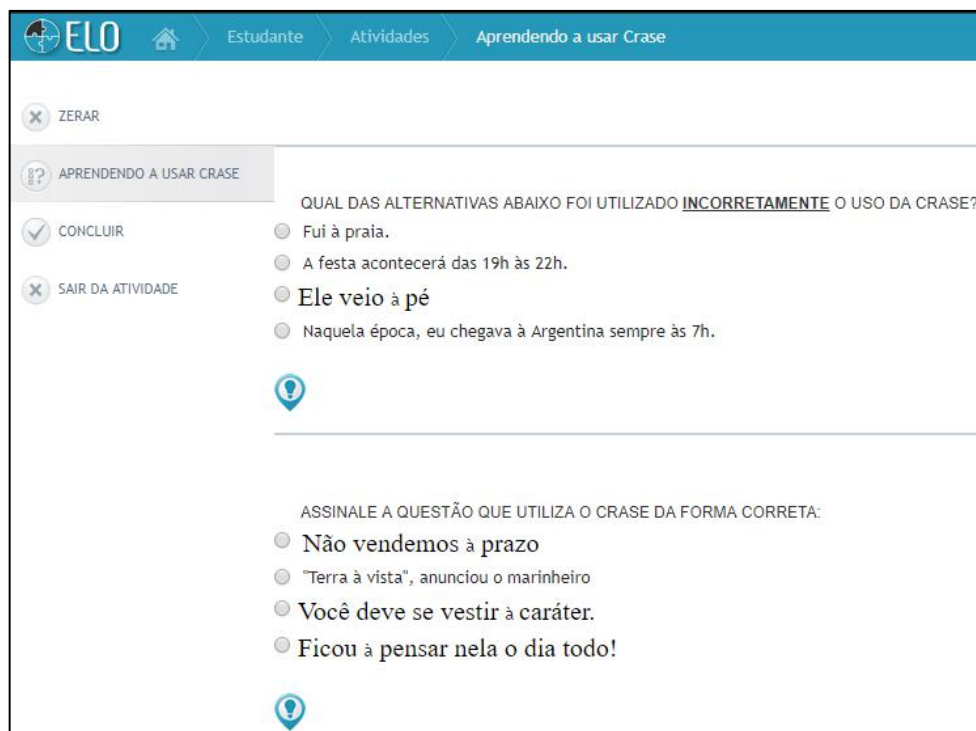 ELO Estudante Atividades Aprendendo a usar Crase
ZERAR
APRENDENDO A USAR CRASE
CONCLUIR
SAIR DA ATIVIDADE
QUAL DAS ALTERNATIVAS ABAIXO FOI UTILIZADO INCORRETAMENTE O USO DA CRASE?
Fui à praia.
A festa acontecerá das 19h às 22h.
Ele veio à pé
Naquela época, eu chegava à Argentina sempre às 7h.
ASSINALE A QUESTÃO QUE UTILIZA O CRASE DA FORMA CORRETA:
Não vendemos à prazo
"Terra à vista", anunciou o marinheiro
Você deve se vestir à caráter.
Ficou à pensar nela o dia todo!